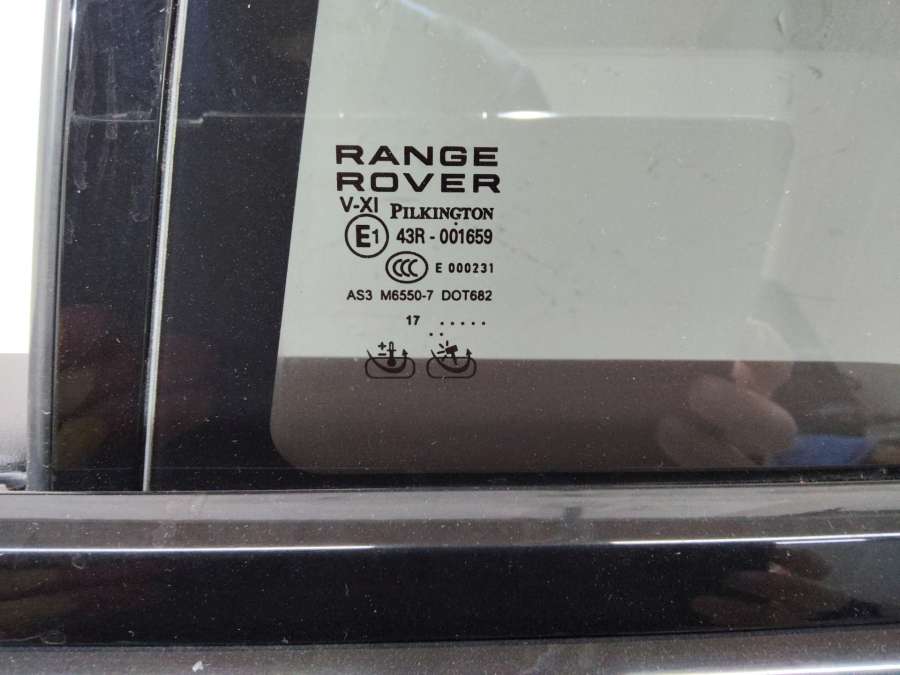 RANGE
ROVER
V-XI PILKINGTON
E1 43R - 001659
CCC E 000231
AS3 M6550-7 DOT682
17 .....
..